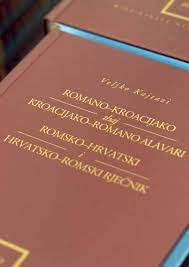 Veljko Kajtazi
ROMANO-KROACIJAKO
thaj
KROACIJAKO-ROMANO ALAVARI
ROMSKO-HRVATSKI
i
HRVATSKO-ROMSKI RJEČNIK